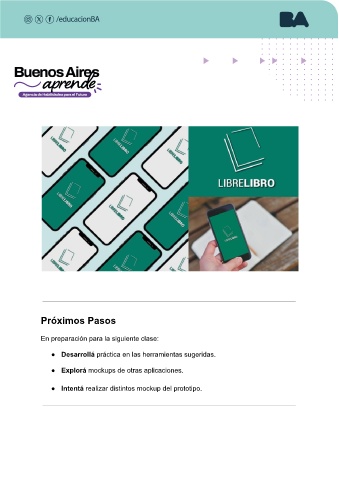 /educacionBA
BA
Buenos Aires
aprende
Agencia de Habilidades para el Futuro
LIBRELIBRO
Próximos Pasos
En preparación para la siguiente clase:
● Desarrollá práctica en las herramientas sugeridas.
● Explorá mockups de otras aplicaciones.
● Intentá realizar distintos mockup del prototipo.